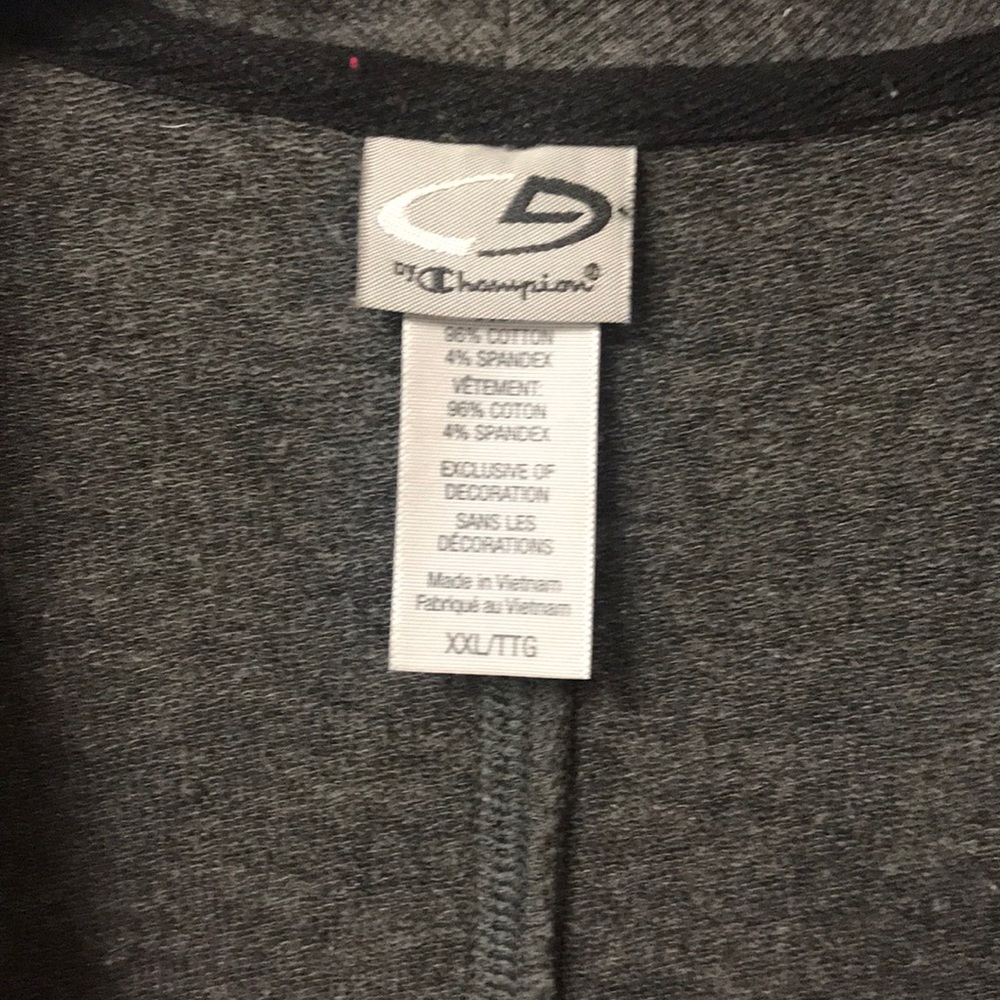 by Champion®
96% COTTON
4% SPANDEX
VÊTEMENT:
96% COTON
4% SPANDEX
EXCLUSIVE OF
DECORATION
SANS LES
DÉCORATIONS
Made in Vietnam
Fabriqué au Vietnam
XXL/TTG